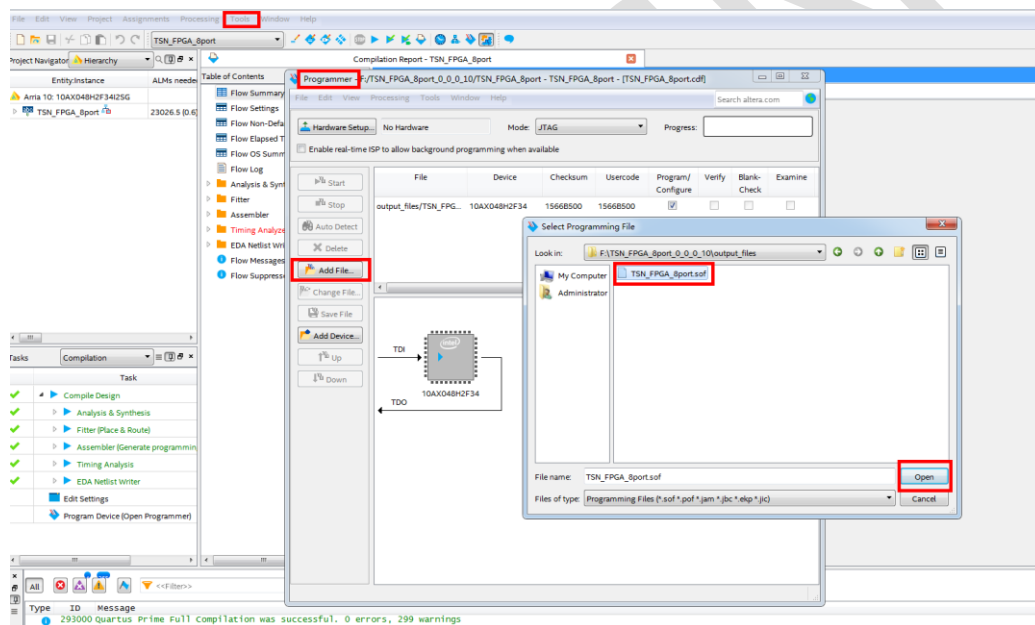 File Edit View Project Assignments Processing Tools Window Help
TSN_FPGA_8port
Project Navigator Hierarchy
Compilation Report - TSN_FPGA_8port
Entity:Instance ALMs neede
Arria 10: 10AX048H2F34I2SG
TSN_FPGA_8port 23026.5 (0.6)
Table of Contents
Flow Summary
Flow Settings
Flow Non-Defa
Flow Elapsed T
Flow OS Summ
Flow Log
Analysis & Synt
Fitter
Assembler
Timing Analyze
EDA Netlist Wri
Flow Messages
Flow Suppresse
Programmer - F:/TSN_FPGA_8port_0_0_0_10/TSN_FPGA_8port - TSN_FPGA_8port - [TSN_FPGA_8port.cdf]
File Edit View Processing Tools Window Help
Search altera.com
Hardware Setup... No Hardware Mode: JTAG Progress:
Enable real-time ISP to allow background programming when available
Start
Stop
Auto Detect
Delete
Add File...
Change File...
Save File
Add Device...
Up
Down
File Device Checksum Usercode Program/ Configure Verify Blank- Check Examine
output_files/TSN_FPG... 10AX048H2F34 1566B500 1566B500
TDI
intel
10AX048H2F34
TDO
Select Programming File
Look in: F:\TSN_FPGA_8port_0_0_0_10\output_files
My Computer
Administrator
TSN_FPGA_8port.sof
File name: TSN_FPGA_8port.sof
Open
Files of type: Programming Files (*.sof *.pof *.jam *.jbc *.ekp *.jic)
Cancel
Tasks Compilation
Task
Compile Design
Analysis & Synthesis
Fitter (Place & Route)
Assembler (Generate programmin
Timing Analysis
EDA Netlist Writer
Edit Settings
Program Device (Open Programmer)
All <<Filter>>
Type ID Message
293000 Quartus Prime Full Compilation was successful. 0 errors, 299 warnings